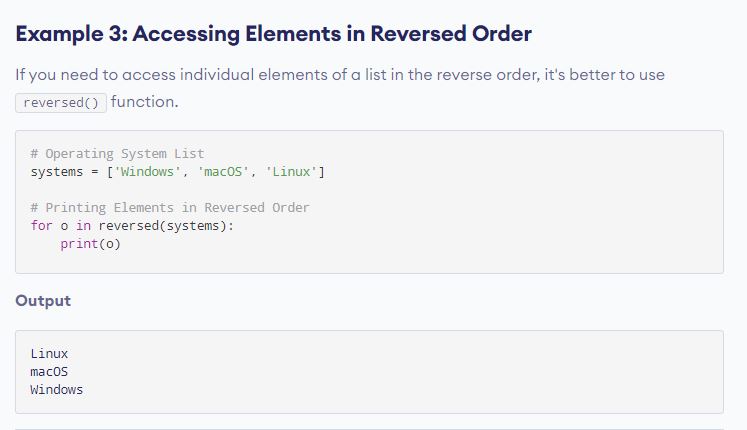 Example 3: Accessing Elements in Reversed Order
If you need to access individual elements of a list in the reverse order, it's better to use
reversed() function.
# Operating System List
systems = ['Windows', 'macOS', 'Linux']
# Printing Elements in Reversed Order
for o in reversed(systems):
    print(o)
Output
Linux
macOS
Windows